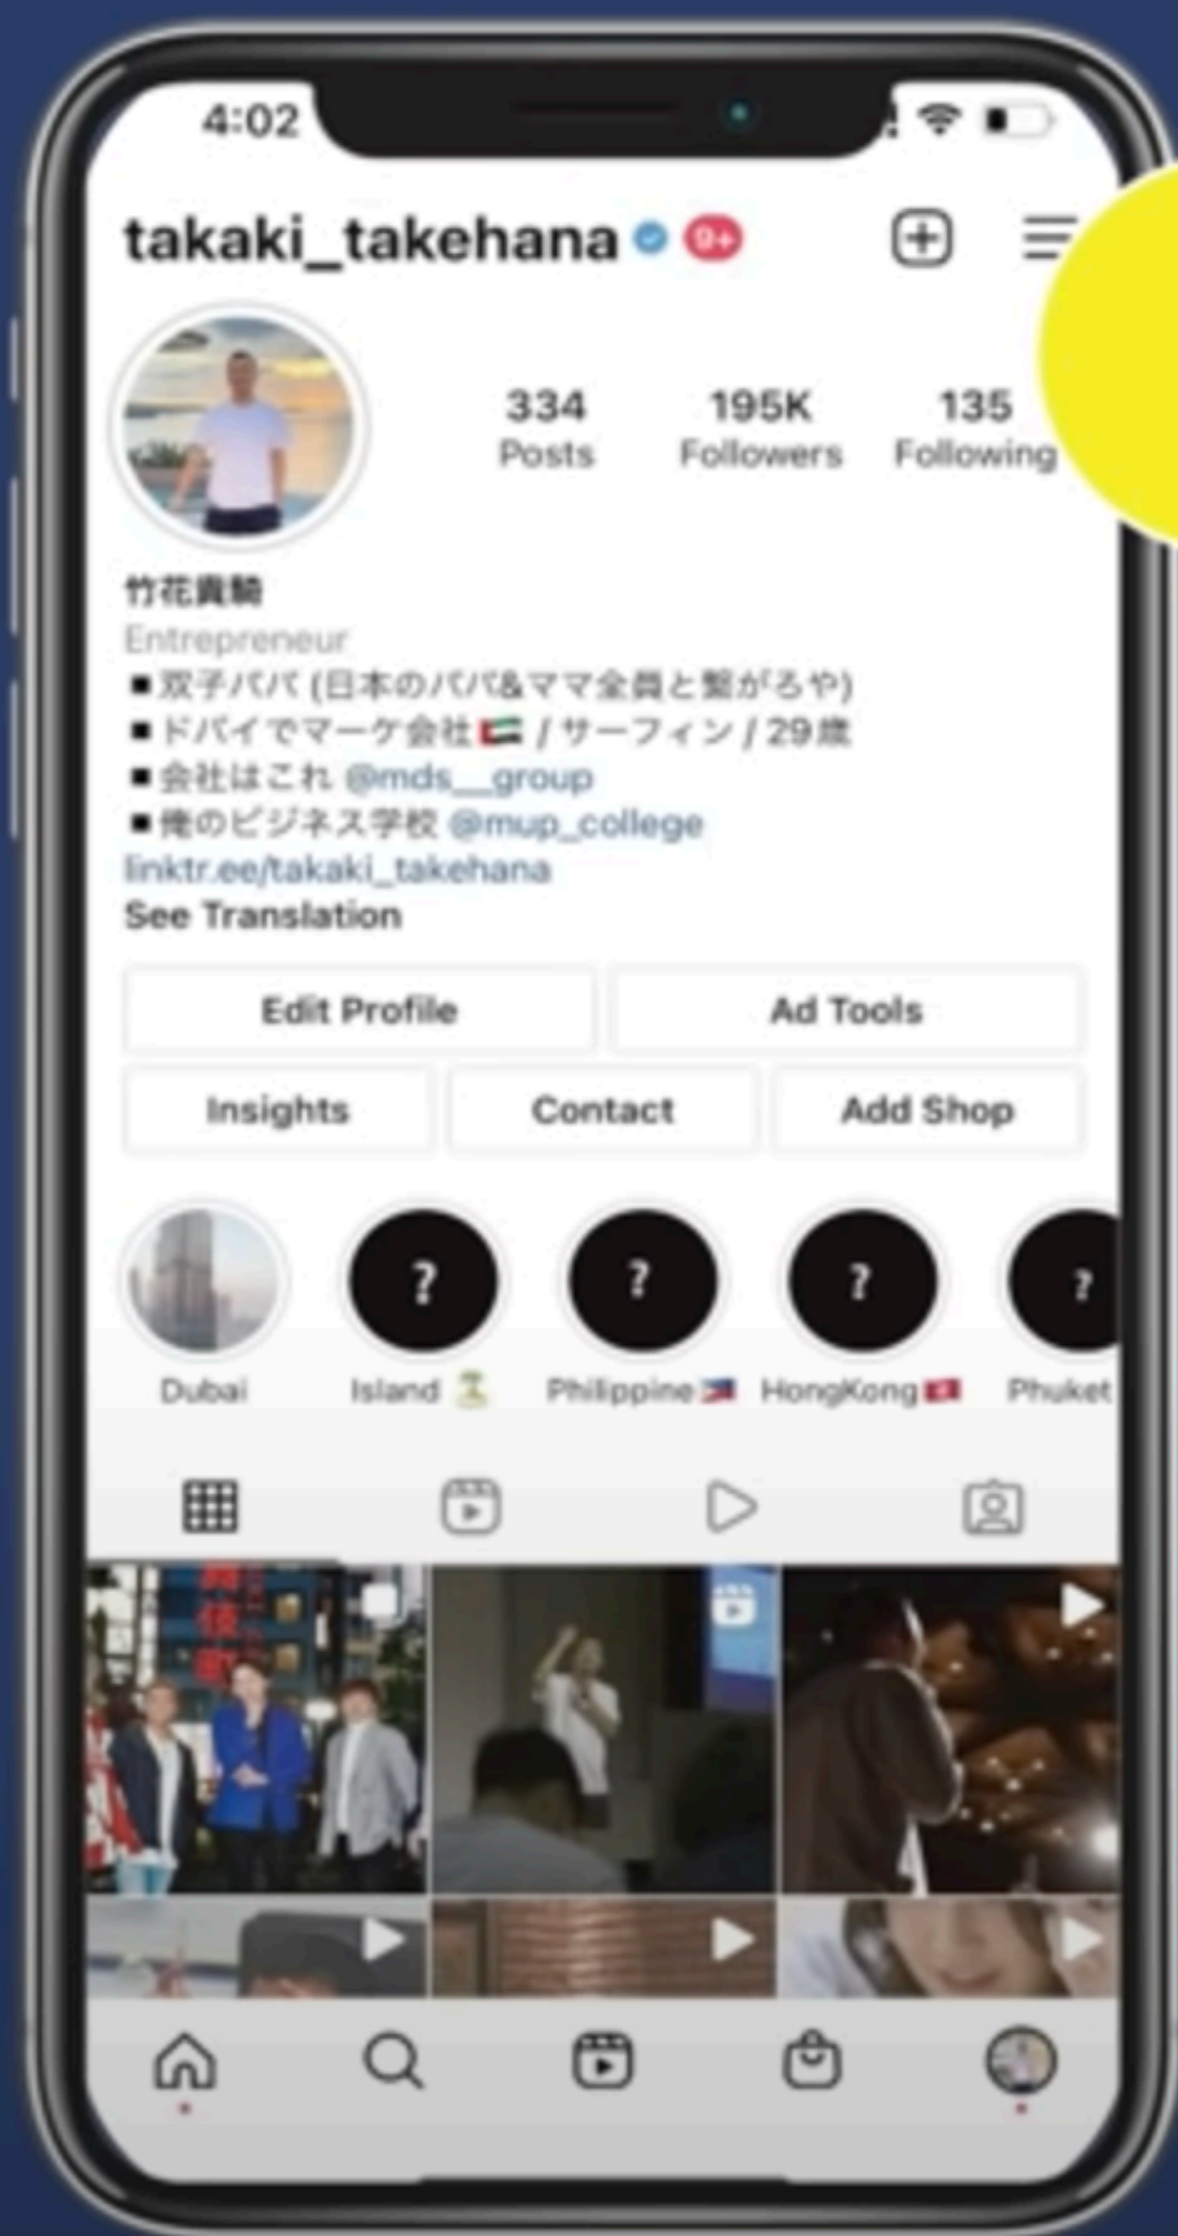 4:02
takaki_takehana 9+
334 195K 135
Posts Followers Following
竹花貴騎
Entrepreneur
■双子パパ (日本のパパ&ママ全員と繋がろや)
■ドバイでマーケ会社🇦🇪 / サーフィン / 29歳
■会社はこれ @mds__group
■俺のビジネス学校 @mup_college
linktr.ee/takaki_takehana
See Translation
Edit Profile Ad Tools
Insights Contact Add Shop
? ? ? ?
Dubai Island 🏝 Philippine🇵🇭 HongKong🇭🇰 Phuket